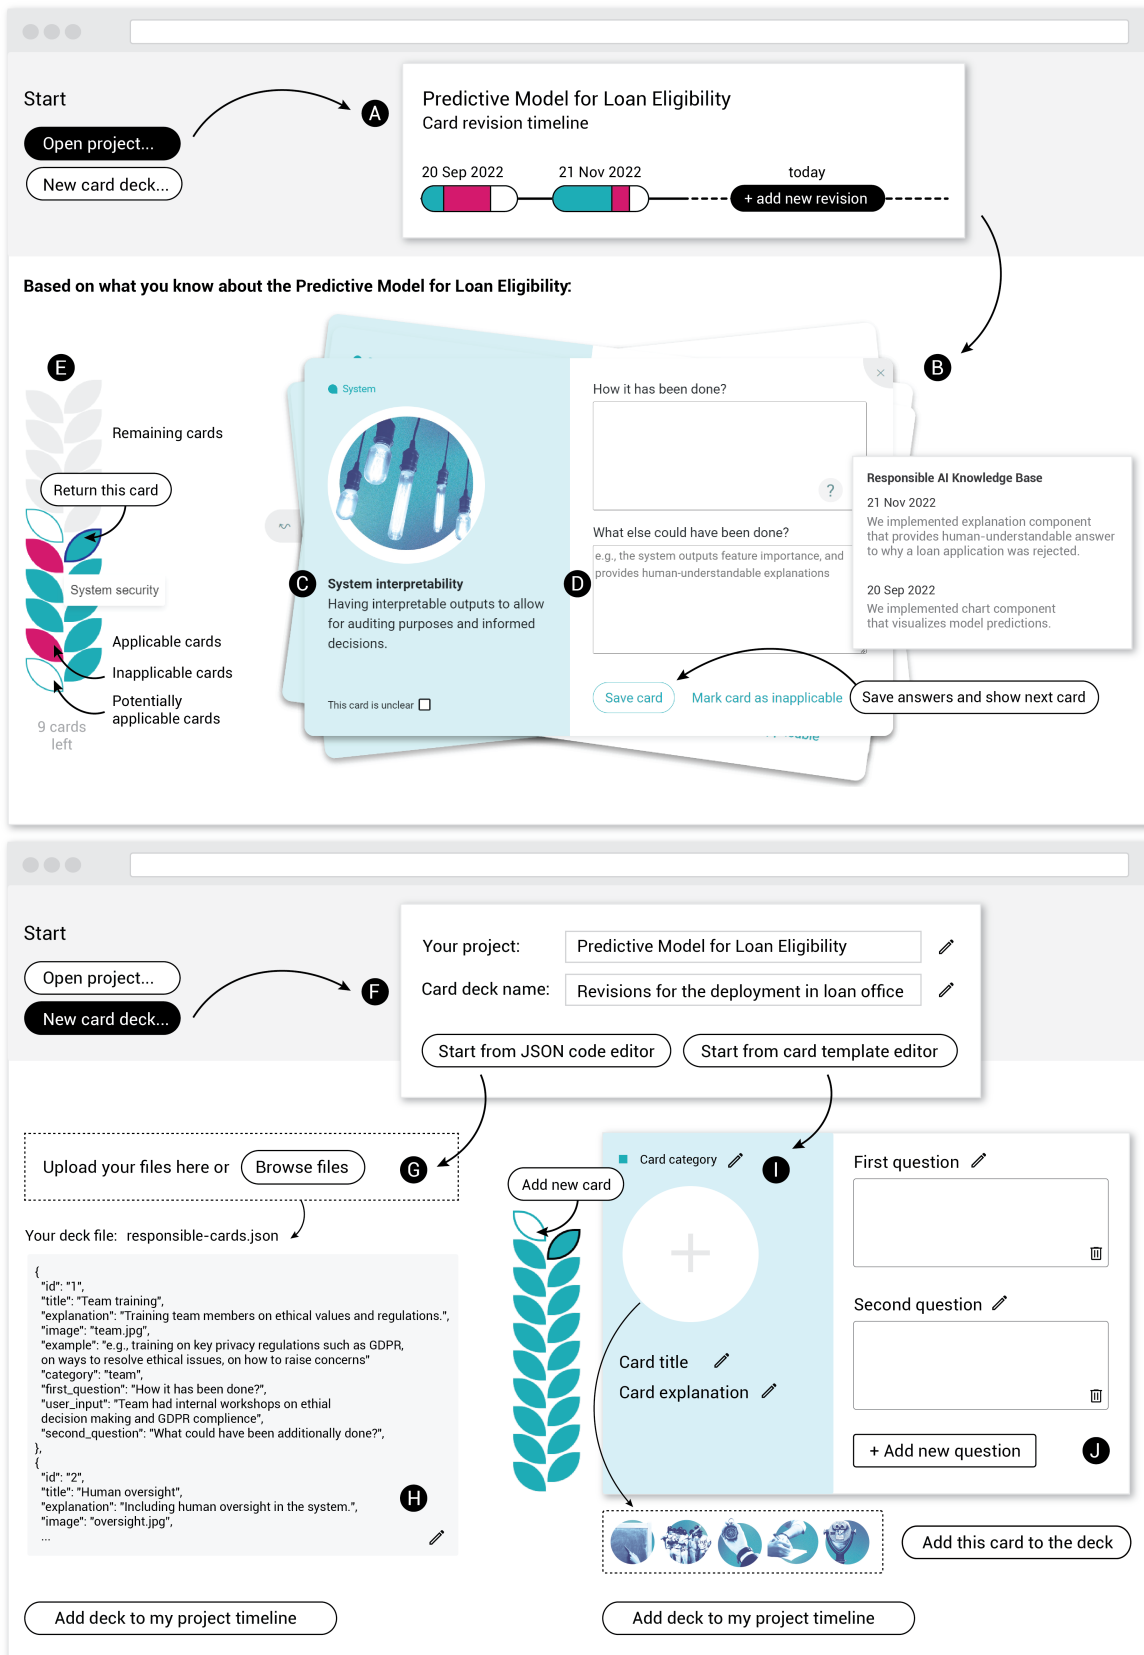 Start
Open project...
New card deck...
A
Predictive Model for Loan Eligibility
Card revision timeline
20 Sep 2022
21 Nov 2022
today
+ add new revision
Based on what you know about the Predictive Model for Loan Eligibility:
E
B
Remaining cards
Return this card
System security
Applicable cards
Inapplicable cards
Potentially
applicable cards
9 cards
left
System
C
System interpretability
Having interpretable outputs to allow
for auditing purposes and informed
decisions.
This card is unclear
×
How it has been done?
?
What else could have been done?
D
e.g., the system outputs feature importance, and
provides human-understandable explanations
Save card
Mark card as inapplicable
Save answers and show next card
Responsible AI Knowledge Base
21 Nov 2022
We implemented explanation component
that provides human-understandable answer
to why a loan application was rejected.
20 Sep 2022
We implemented chart component
that visualizes model predictions.
Start
Open project...
New card deck...
F
Your project:
Predictive Model for Loan Eligibility
Card deck name:
Revisions for the deployment in loan office
Start from JSON code editor
Start from card template editor
Upload your files here or
Browse files
G
Your deck file: responsible-cards.json
{
"id": "1",
"title": "Team training",
"explanation": "Training team members on ethical values and regulations.",
"image": "team.jpg",
"example": "e.g., training on key privacy regulations such as GDPR,
on ways to resolve ethical issues, on how to raise concerns"
"category": "team",
"first_question": "How it has been done?",
"user_input": "Team had internal workshops on ethial
decision making and GDPR complience",
"second_question": "What could have been additionally done?",
},
{
"id": "2",
"title": "Human oversight",
"explanation": "Including human oversight in the system.",
"image": "oversight.jpg",
...
H
Add deck to my project timeline
Add new card
Card category
I
Card title
Card explanation
First question
Second question
+ Add new question
J
Add this card to the deck
Add deck to my project timeline